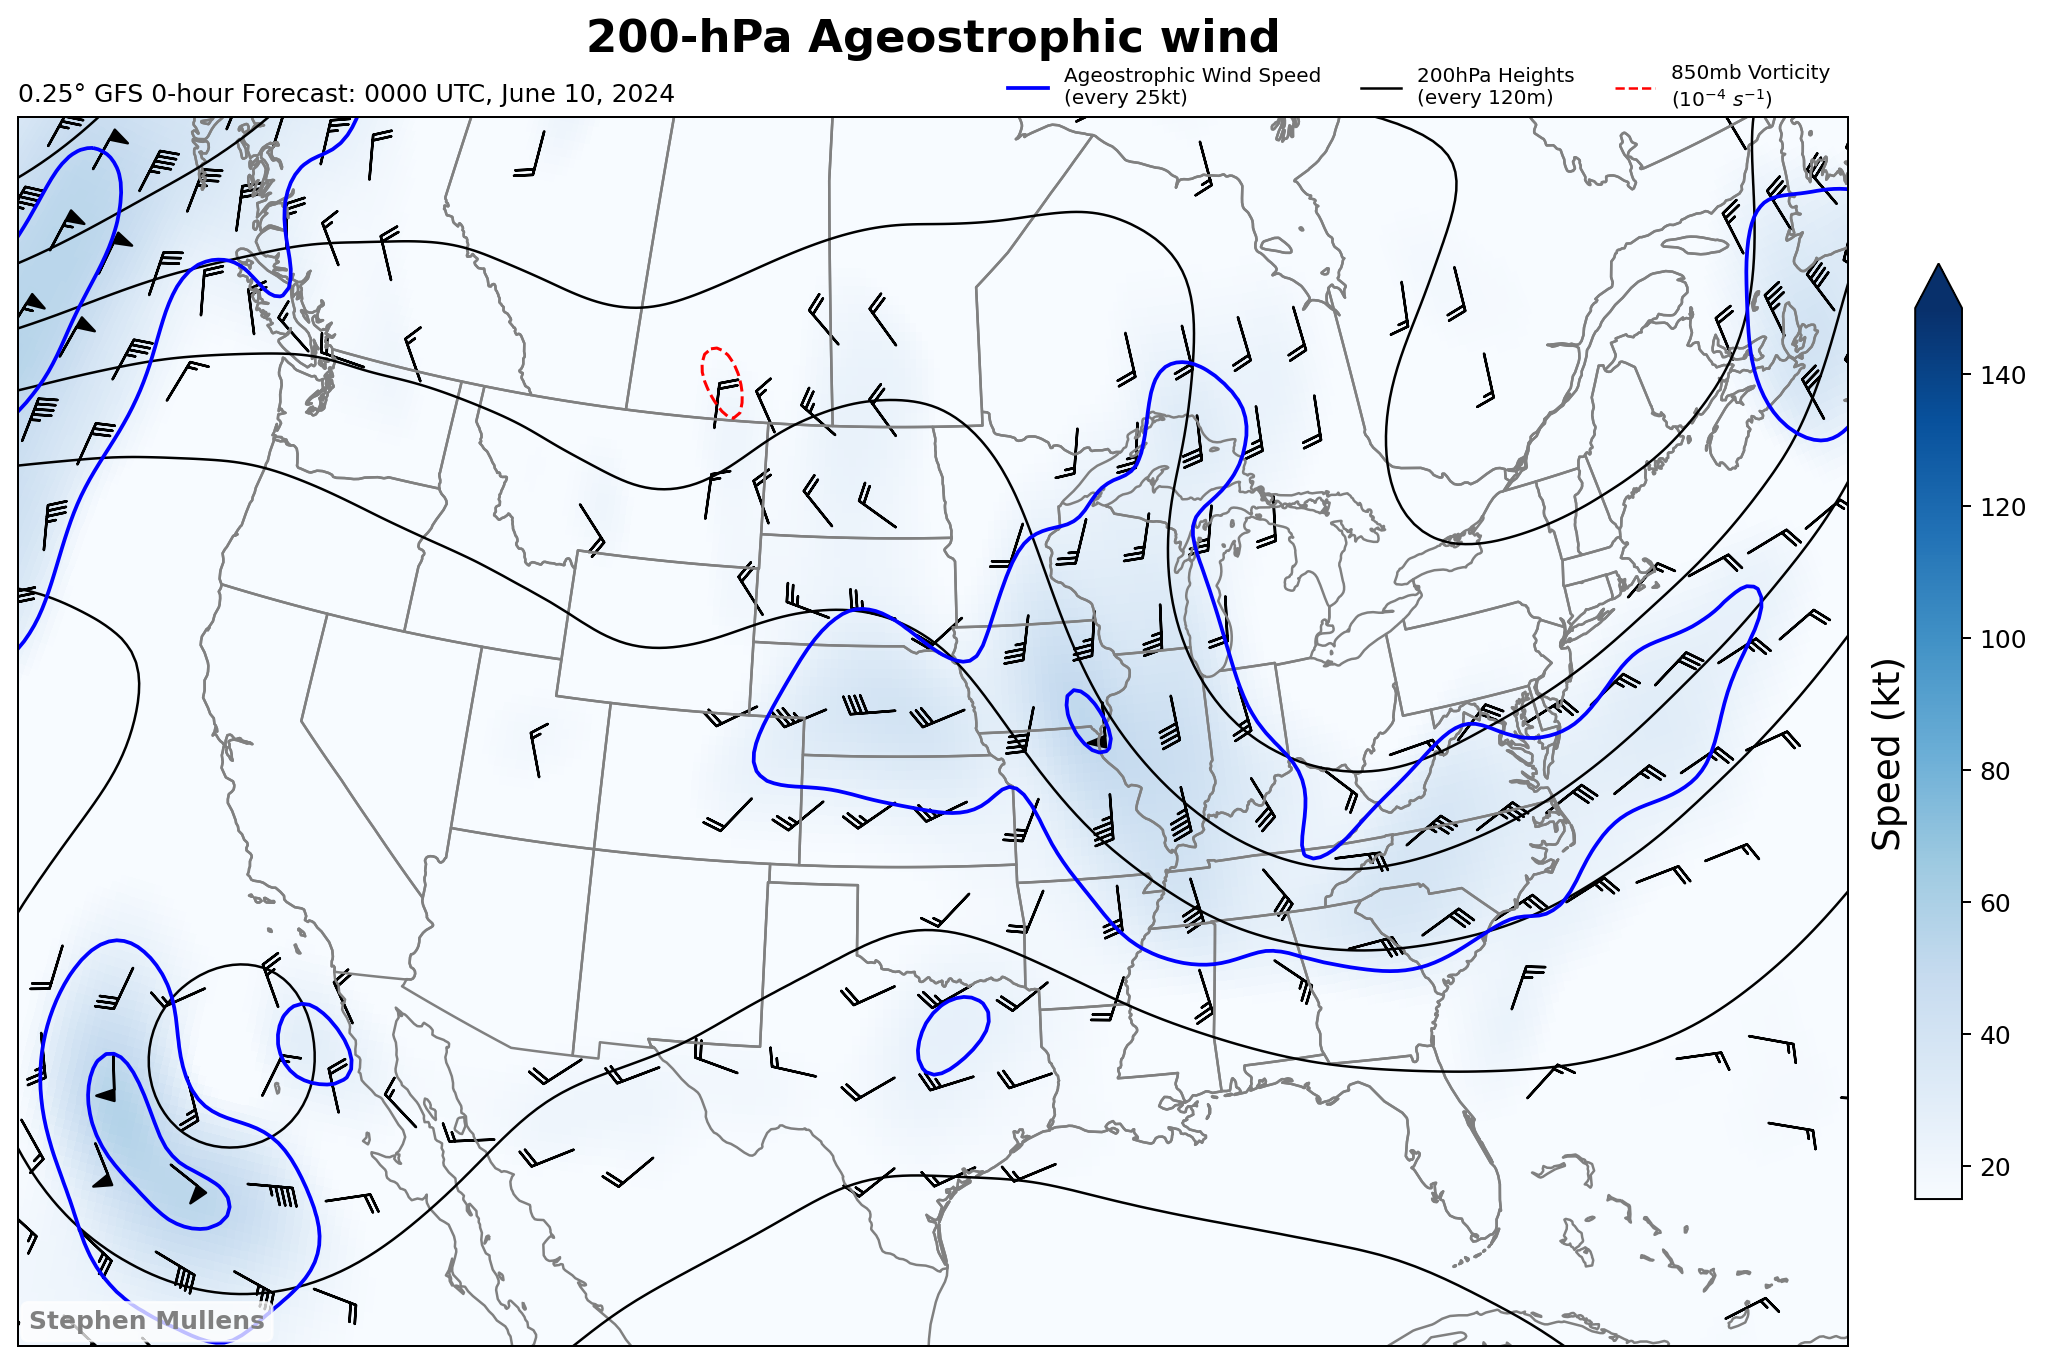 200-hPa Ageostrophic wind
0.25° GFS 0-hour Forecast: 0000 UTC, June 10, 2024
Ageostrophic Wind Speed
(every 25kt)
200hPa Heights
(every 120m)
850mb Vorticity
(10⁻⁴ s⁻¹)
140
120
100
80
60
40
20
Speed (kt)
Stephen Mullens